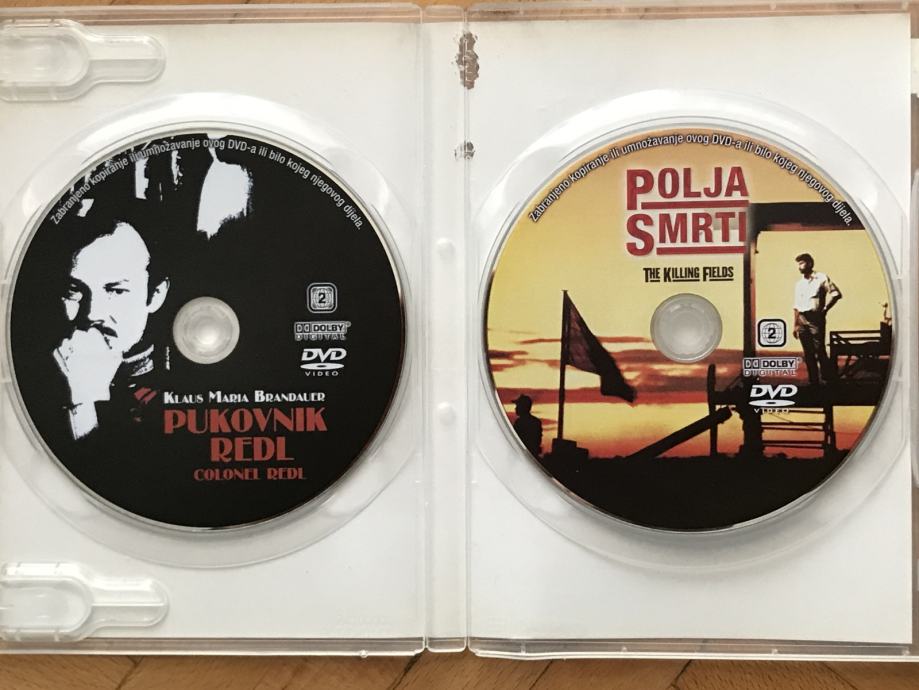 Zabranjeno kopiranje ili umnožavanje ovog DVD-a ili bilo kojeg njegovog dijela.
2
DOLBY
DIGITAL
DVD
VIDEO
KLAUS MARIA BRANDAUER
PUKOVNIK
REDL
COLONEL REDL
Zabranjeno kopiranje ili umnožavanje ovog DVD-a ili bilo kojeg njegovog dijela.
POLJA
SMRTI
THE KILLING FIELDS
2
DOLBY
DIGITAL
DVD
VIDEO